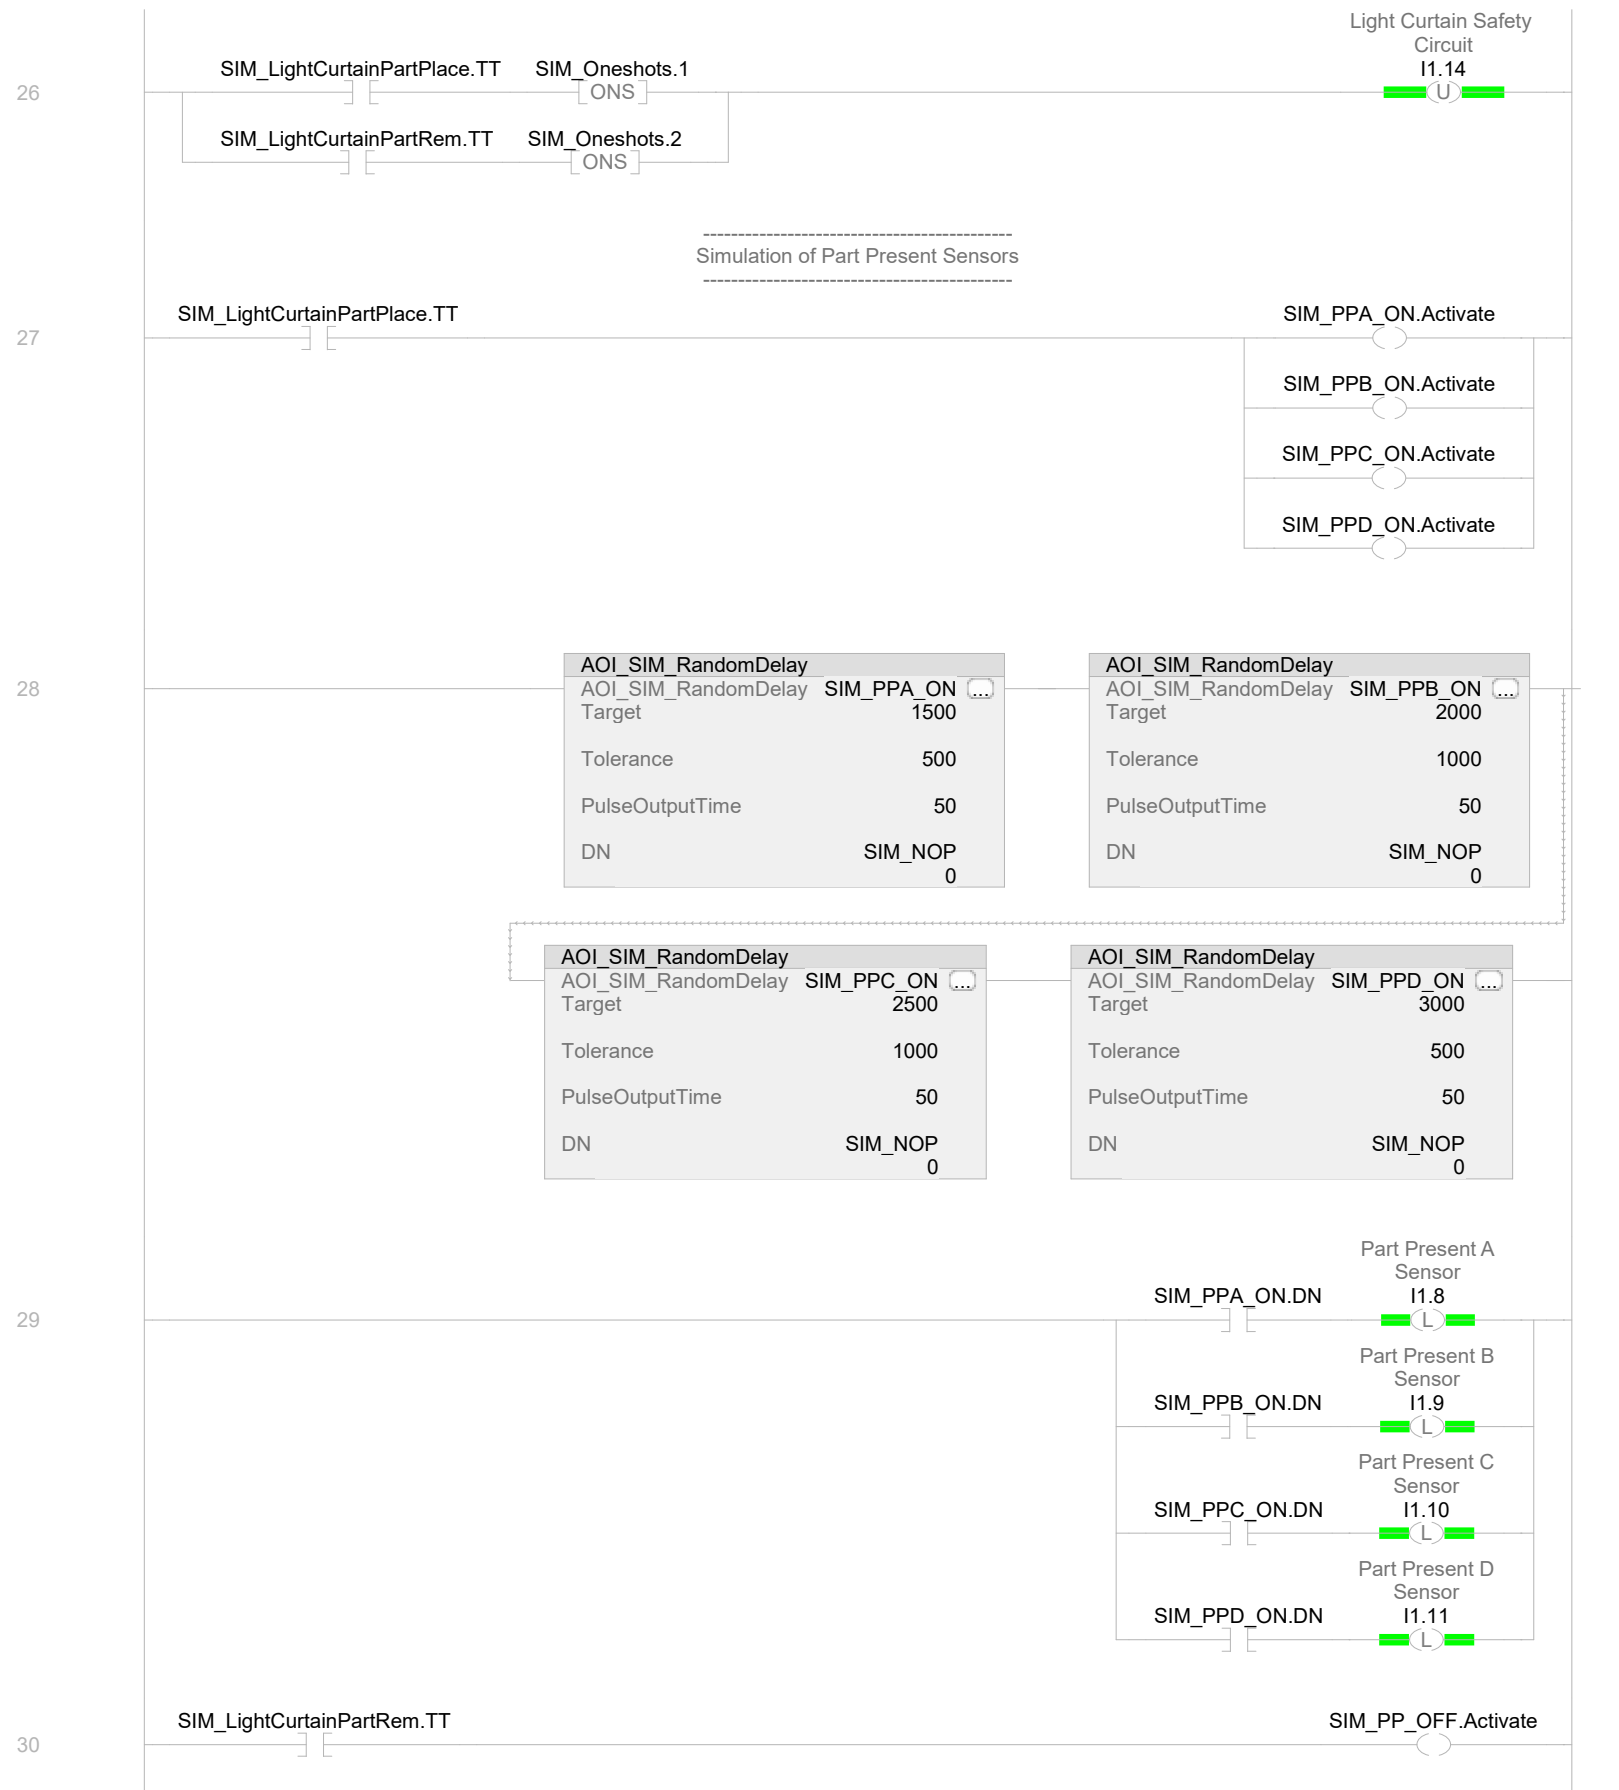 Light Curtain Safety
Circuit
SIM_LightCurtainPartPlace.TT SIM_Oneshots.1 I1.14
26 ONS U
SIM_LightCurtainPartRem.TT SIM_Oneshots.2
ONS
--------------------------------------------
Simulation of Part Present Sensors
--------------------------------------------
SIM_LightCurtainPartPlace.TT SIM_PPA_ON.Activate
27
SIM_PPB_ON.Activate
SIM_PPC_ON.Activate
SIM_PPD_ON.Activate
AOI_SIM_RandomDelay AOI_SIM_RandomDelay
28 AOI_SIM_RandomDelay SIM_PPA_ON ... AOI_SIM_RandomDelay SIM_PPB_ON ...
Target 1500 Target 2000
Tolerance 500 Tolerance 1000
PulseOutputTime 50 PulseOutputTime 50
DN SIM_NOP DN SIM_NOP
0 0
AOI_SIM_RandomDelay AOI_SIM_RandomDelay
AOI_SIM_RandomDelay SIM_PPC_ON ... AOI_SIM_RandomDelay SIM_PPD_ON ...
Target 2500 Target 3000
Tolerance 1000 Tolerance 500
PulseOutputTime 50 PulseOutputTime 50
DN SIM_NOP DN SIM_NOP
0 0
Part Present A
Sensor
SIM_PPA_ON.DN I1.8
29 L
Part Present B
Sensor
SIM_PPB_ON.DN I1.9
L
Part Present C
Sensor
SIM_PPC_ON.DN I1.10
L
Part Present D
Sensor
SIM_PPD_ON.DN I1.11
L
SIM_LightCurtainPartRem.TT SIM_PP_OFF.Activate
30